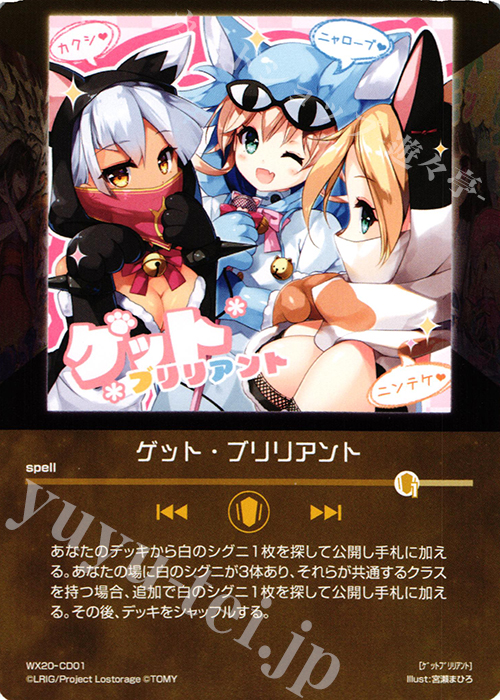 カクシ♥
ニャローブ♥
ゲット
ブリリアント
ニンテケ♥
ゲット・ブリリアント
spell
1
あなたのデッキから白のシグニ1枚を探して公開し手札に加え
る。あなたの場に白のシグニが3体あり、それらが共通するクラス
を持つ場合、追加で白のシグニ1枚を探して公開し手札に加え
る。その後、デッキをシャッフルする。
WX20-CD01
[ゲットブリリアント]
©LRIG/Project Lostorage ©TOMY
Illust:宮瀬まひろ
yuyu-tei.jp
遊々亭-